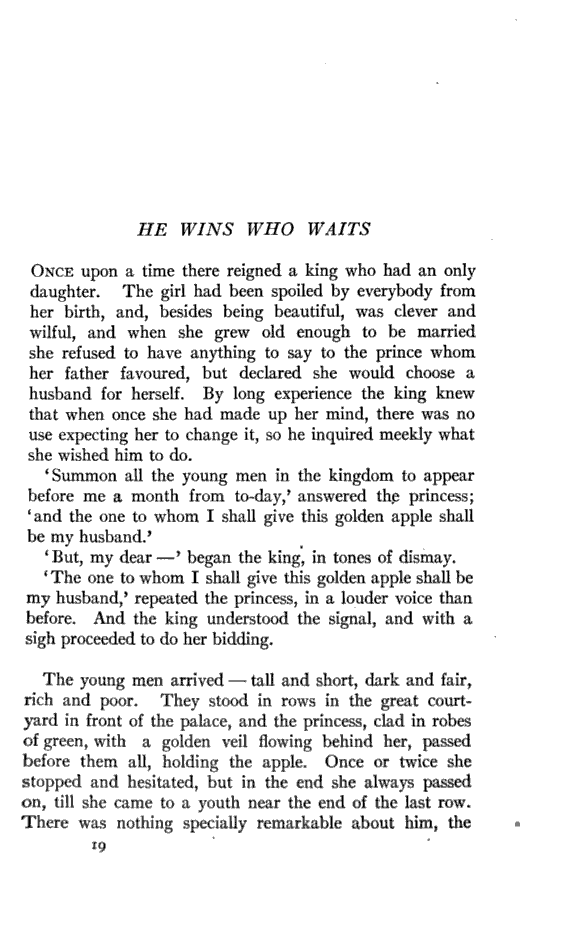 HE WINS WHO WAITS
ONCE upon a time there reigned a king who had an only
daughter. The girl had been spoiled by everybody from
her birth, and, besides being beautiful, was clever and
wilful, and when she grew old enough to be married
she refused to have anything to say to the prince whom
her father favoured, but declared she would choose a
husband for herself. By long experience the king knew
that when once she had made up her mind, there was no
use expecting her to change it, so he inquired meekly what
she wished him to do.
‘Summon all the young men in the kingdom to appear
before me a month from to-day,’ answered the princess;
‘and the one to whom I shall give this golden apple shall
be my husband.’
‘But, my dear —’ began the king, in tones of dismay.
‘The one to whom I shall give this golden apple shall be
my husband,’ repeated the princess, in a louder voice than
before. And the king understood the signal, and with a
sigh proceeded to do her bidding.
The young men arrived — tall and short, dark and fair,
rich and poor. They stood in rows in the great court-
yard in front of the palace, and the princess, clad in robes
of green, with a golden veil flowing behind her, passed
before them all, holding the apple. Once or twice she
stopped and hesitated, but in the end she always passed
on, till she came to a youth near the end of the last row.
There was nothing specially remarkable about him, the
19